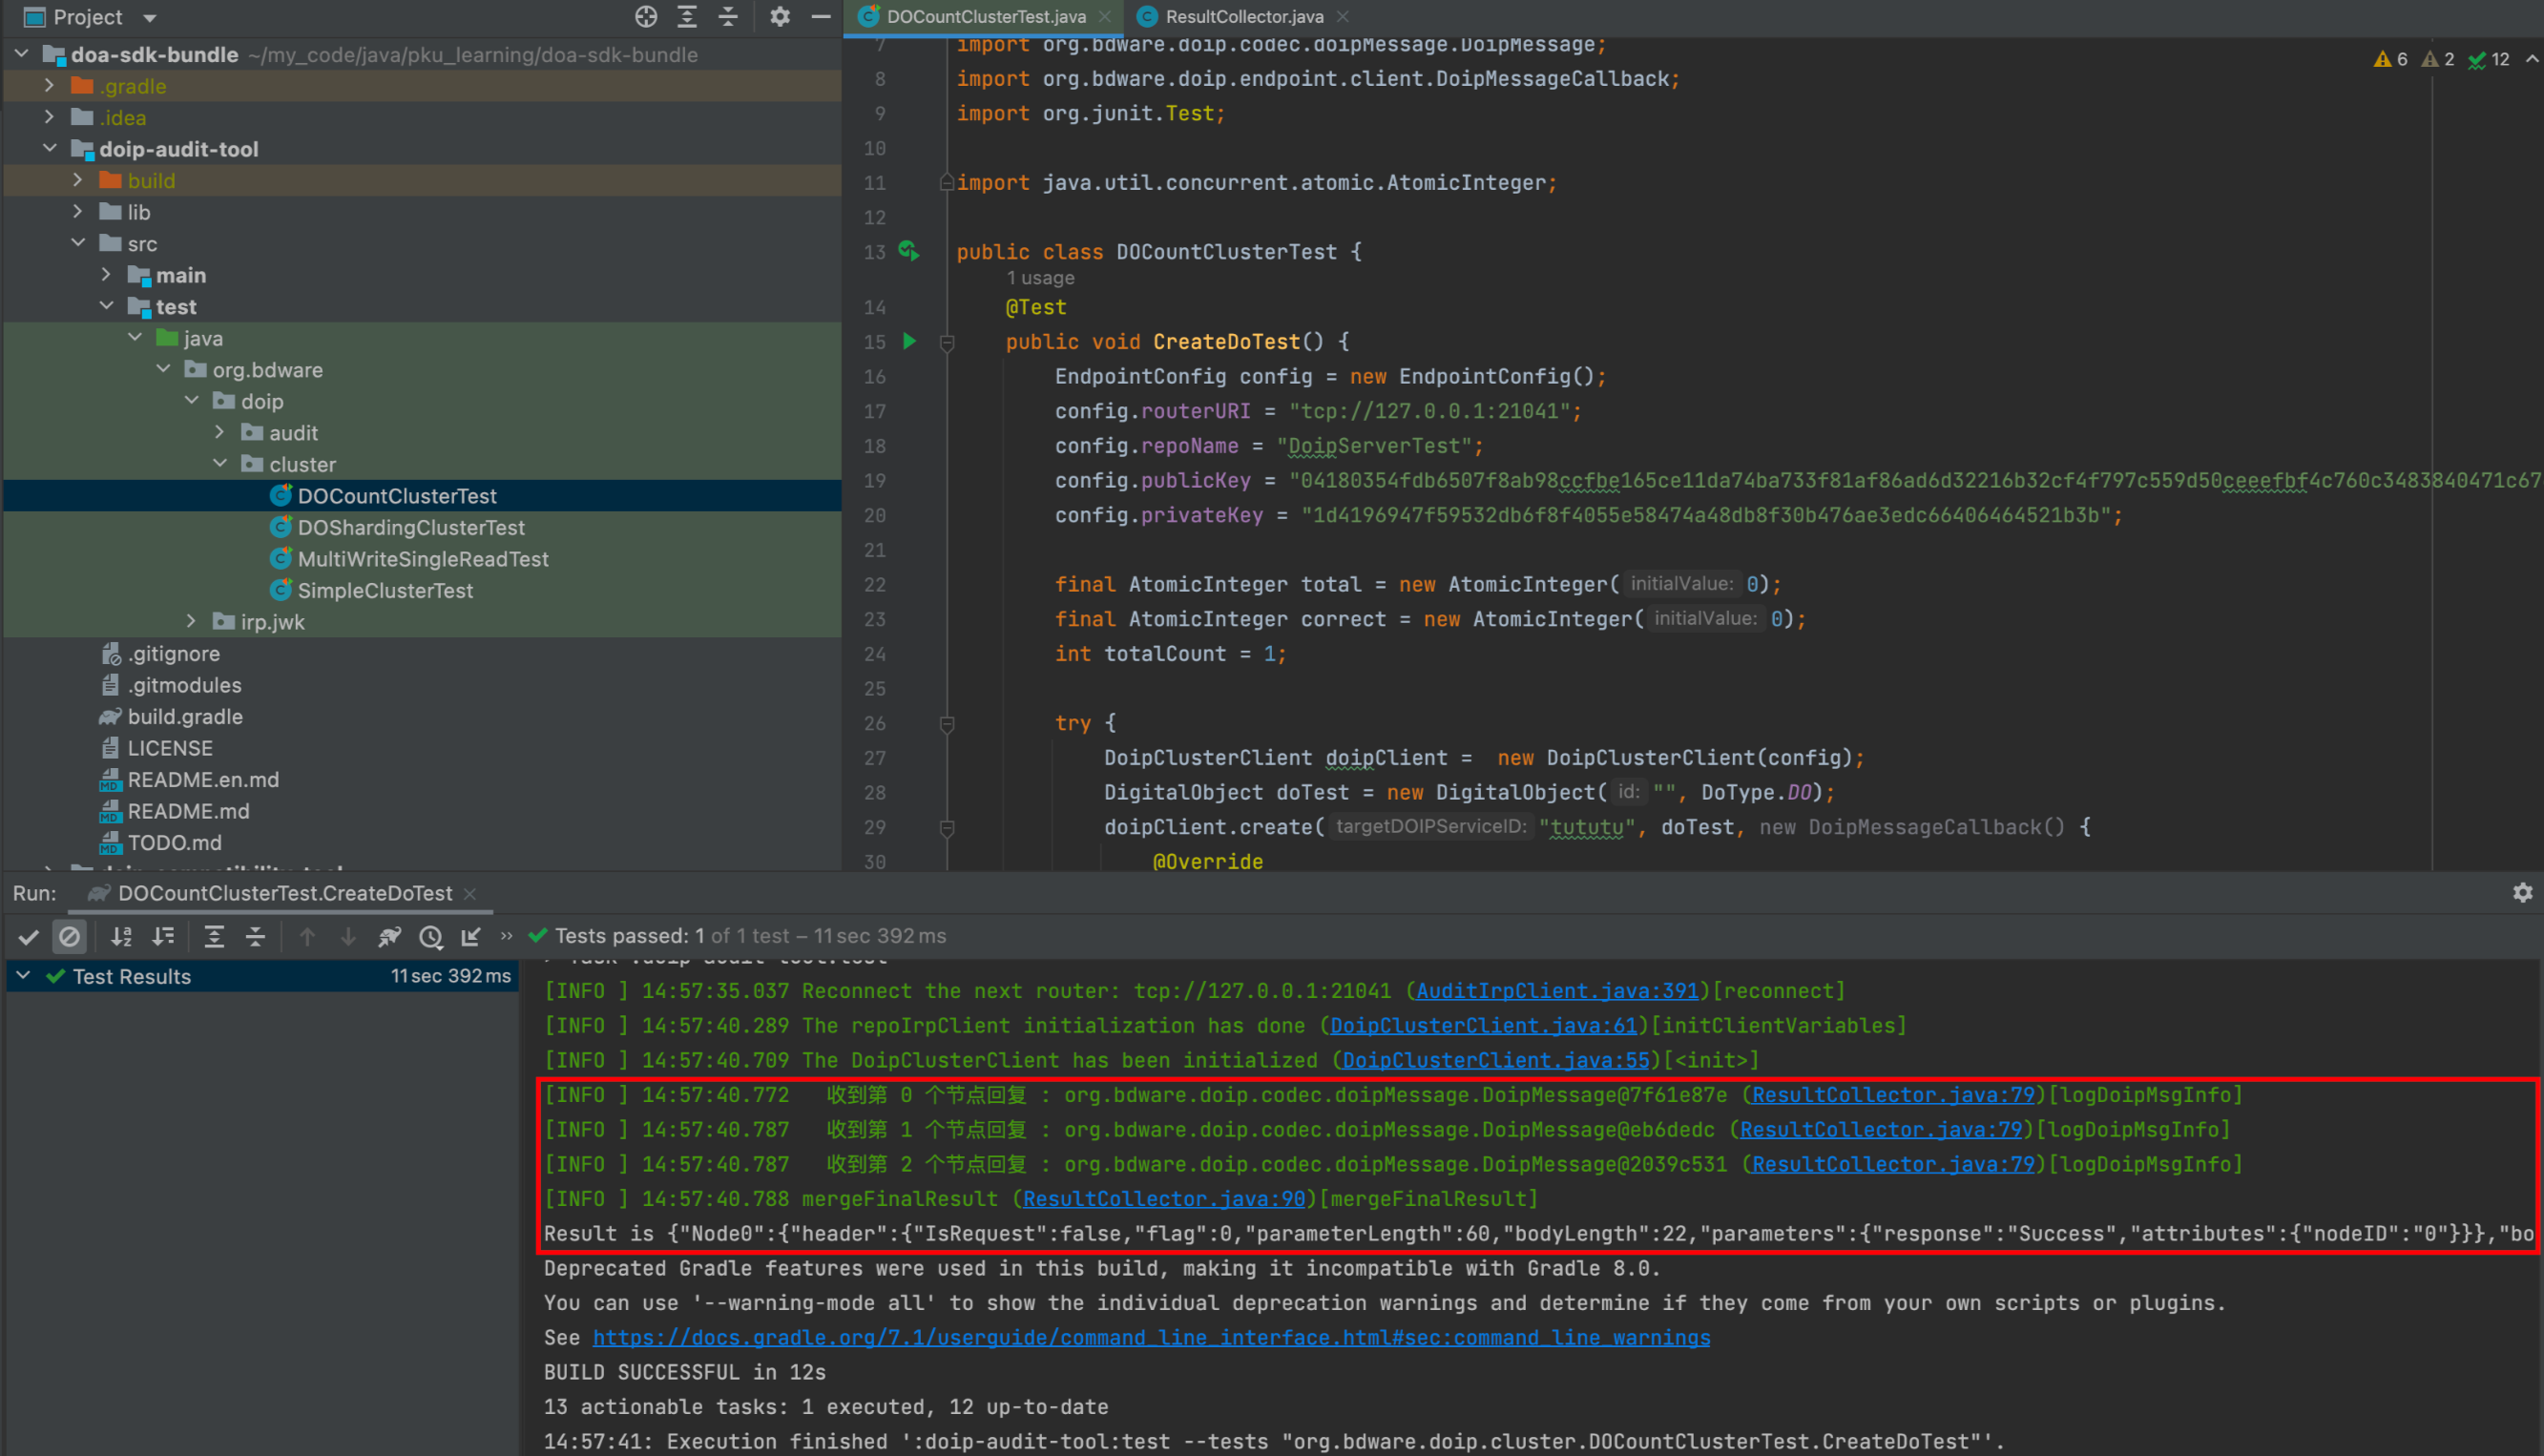 Project
doa-sdk-bundle ~/my_code/java/pku_learning/doa-sdk-bundle
.gradle
.idea
doip-audit-tool
build
lib
src
main
test
java
org.bdware
doip
audit
cluster
DOCountClusterTest
DOShardingClusterTest
MultiWriteSingleReadTest
SimpleClusterTest
irp.jwk
.gitignore
.gitmodules
build.gradle
LICENSE
README.en.md
README.md
TODO.md
DOCountClusterTest.java
ResultCollector.java
6 2 12
7 import org.bdware.doip.codec.doipMessage.DoipMessage;
8 import org.bdware.doip.endpoint.client.DoipMessageCallback;
9 import org.junit.Test;
10
11 import java.util.concurrent.atomic.AtomicInteger;
12
13 public class DOCountClusterTest {
1 usage
14 @Test
15 public void CreateDoTest() {
16 EndpointConfig config = new EndpointConfig();
17 config.routerURI = "tcp://127.0.0.1:21041";
18 config.repoName = "DoipServerTest";
19 config.publicKey = "04180354fdb6507f8ab98ccfbe165ce11da74ba733f81af86ad6d32216b32cf4f797c559d50ceeefbf4c760c3483840471c67
20 config.privateKey = "1d4196947f59532db6f8f4055e58474a48db8f30b476ae3edc66406464521b3b";
21
22 final AtomicInteger total = new AtomicInteger( initialValue: 0);
23 final AtomicInteger correct = new AtomicInteger( initialValue: 0);
24 int totalCount = 1;
25
26 try {
27 DoipClusterClient doipClient = new DoipClusterClient(config);
28 DigitalObject doTest = new DigitalObject( id: "", DoType.DO);
29 doipClient.create( targetDOIPServiceID: "tututu", doTest, new DoipMessageCallback() {
30 @Override
Run: DOCountClusterTest.CreateDoTest
Tests passed: 1 of 1 test – 11 sec 392 ms
Test Results 11 sec 392 ms
[INFO ] 14:57:35.037 Reconnect the next router: tcp://127.0.0.1:21041 (AuditIrpClient.java:391)[reconnect]
[INFO ] 14:57:40.289 The repoIrpClient initialization has done (DoipClusterClient.java:61)[initClientVariables]
[INFO ] 14:57:40.709 The DoipClusterClient has been initialized (DoipClusterClient.java:55)[<init>]
[INFO ] 14:57:40.772 收到第 0 个节点回复 : org.bdware.doip.codec.doipMessage.DoipMessage@7f61e87e (ResultCollector.java:79)[logDoipMsgInfo]
[INFO ] 14:57:40.787 收到第 1 个节点回复 : org.bdware.doip.codec.doipMessage.DoipMessage@eb6dedc (ResultCollector.java:79)[logDoipMsgInfo]
[INFO ] 14:57:40.787 收到第 2 个节点回复 : org.bdware.doip.codec.doipMessage.DoipMessage@2039c531 (ResultCollector.java:79)[logDoipMsgInfo]
[INFO ] 14:57:40.788 mergeFinalResult (ResultCollector.java:90)[mergeFinalResult]
Result is {"Node0":{"header":{"IsRequest":false,"flag":0,"parameterLength":60,"bodyLength":22,"parameters":{"response":"Success","attributes":{"nodeID":"0"}}},"bo
Deprecated Gradle features were used in this build, making it incompatible with Gradle 8.0.
You can use '--warning-mode all' to show the individual deprecation warnings and determine if they come from your own scripts or plugins.
See https://docs.gradle.org/7.1/userguide/command_line_interface.html#sec:command_line_warnings
BUILD SUCCESSFUL in 12s
13 actionable tasks: 1 executed, 12 up-to-date
14:57:41: Execution finished ':doip-audit-tool:test --tests "org.bdware.doip.cluster.DOCountClusterTest.CreateDoTest"'.